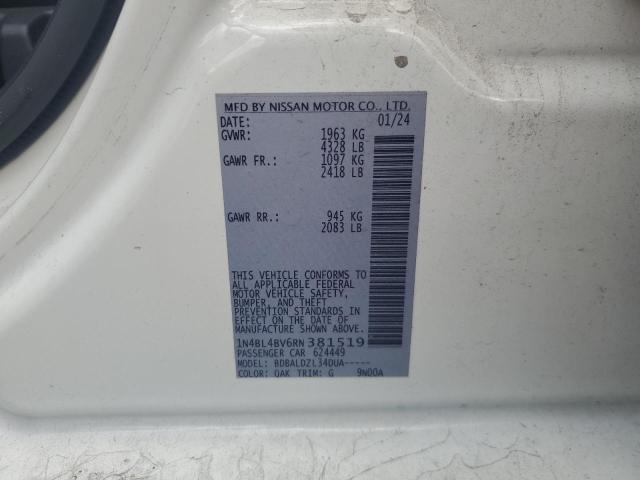 MFD BY NISSAN MOTOR CO., LTD.
DATE: 01/24
GVWR: 1963 KG
4328 LB
GAWR FR.: 1097 KG
2418 LB
GAWR RR.: 945 KG
2083 LB
THIS VEHICLE CONFORMS TO
ALL APPLICABLE FEDERAL
MOTOR VEHICLE SAFETY,
BUMPER, AND THEFT
PREVENTION STANDARDS IN
EFFECT ON THE DATE OF
MANUFACTURE SHOWN ABOVE.
1N4BL4BV6RN381519
PASSENGER CAR 624449
MODEL: BDBALDZL34DUA-----
COLOR: QAK TRIM: G 9N00A